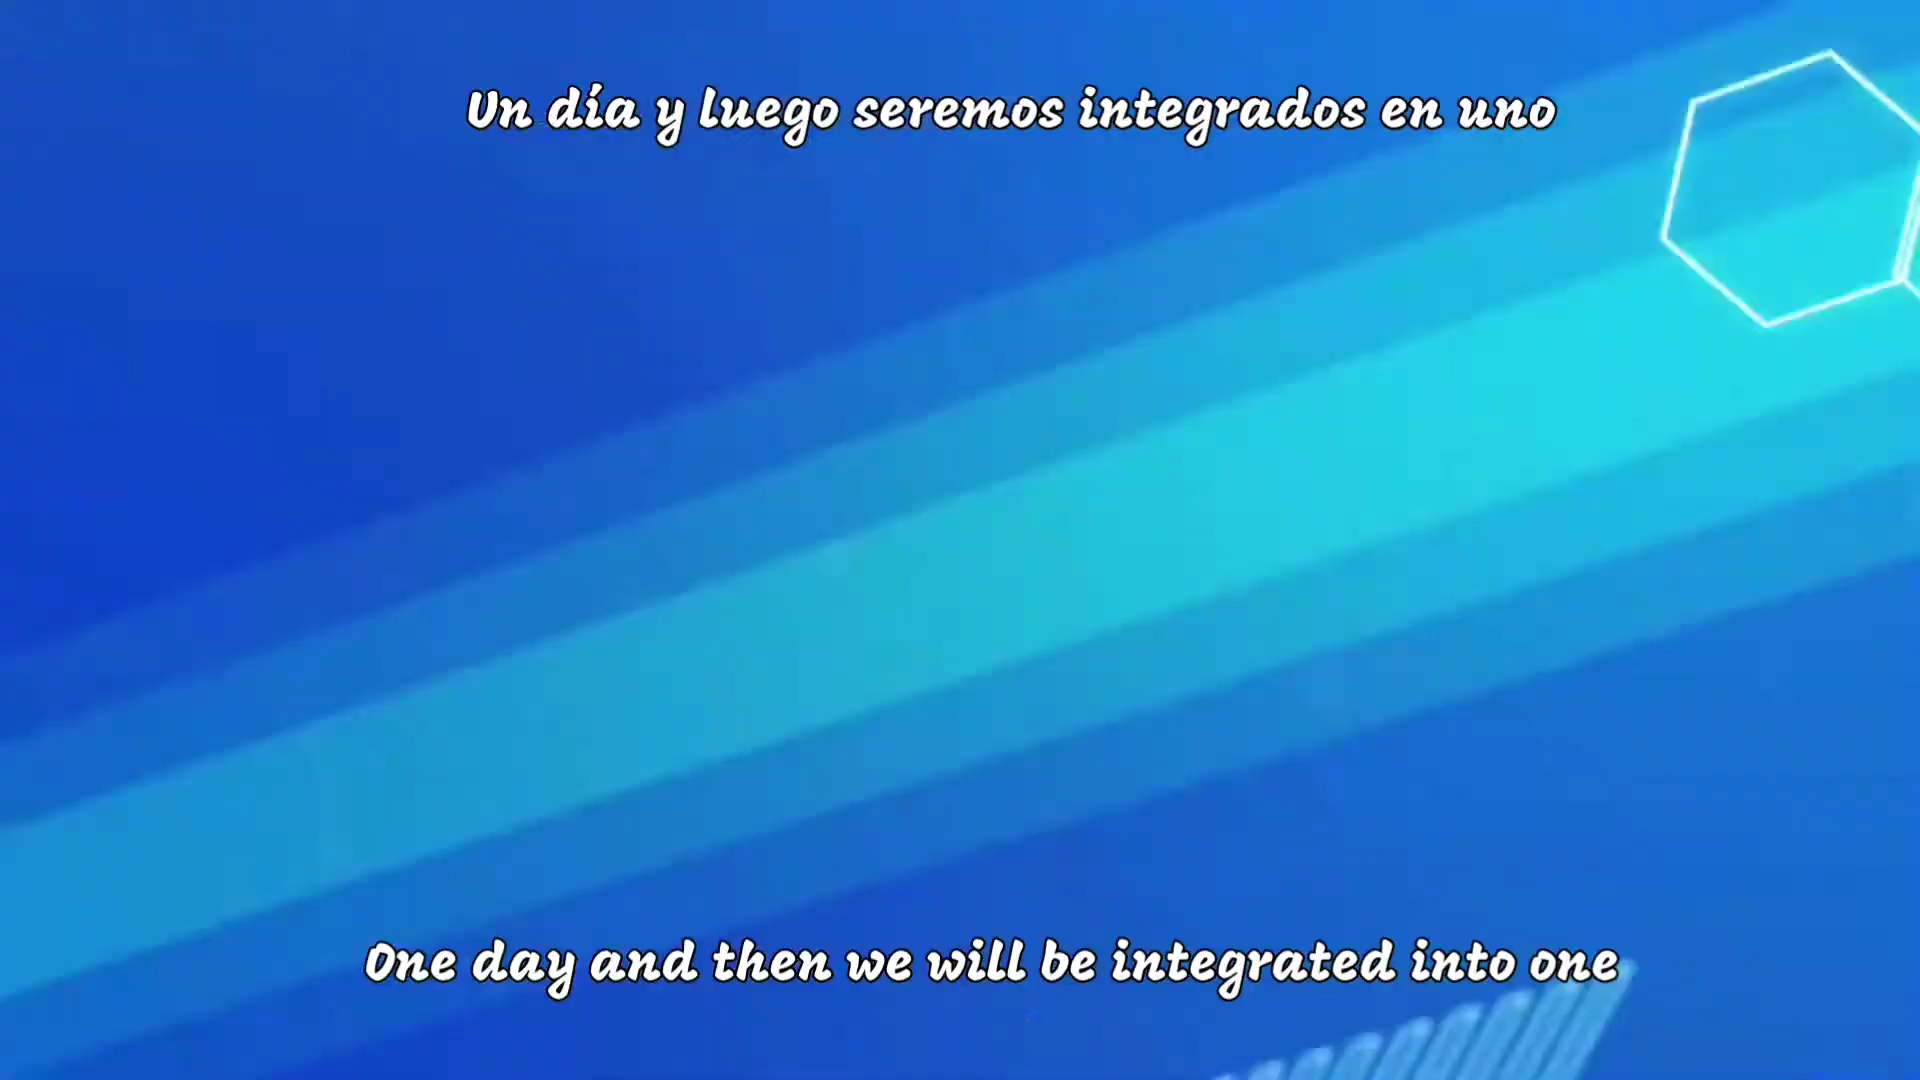 Un día y luego seremos integrados en uno
One day and then we will be integrated into one